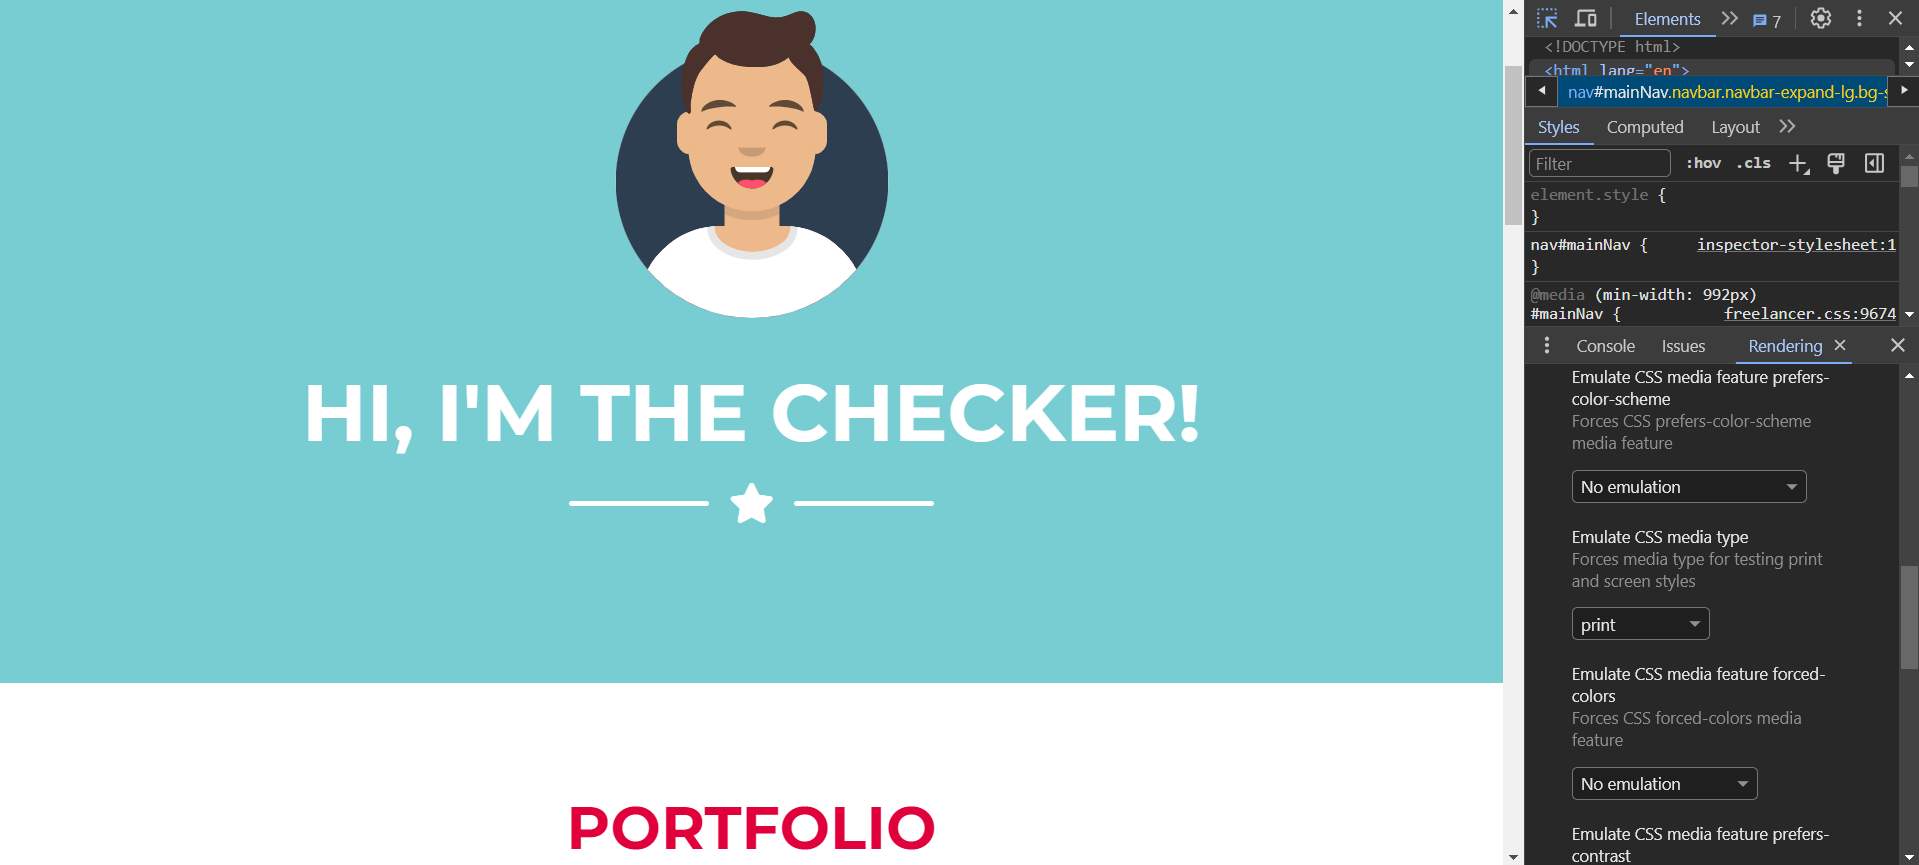 HI, I'M THE CHECKER!
PORTFOLIO
Elements 7
<!DOCTYPE html>
<html lang="en">
nav#mainNav.navbar.navbar-expand-lg.bg-s
Styles Computed Layout
Filter :hov .cls
element.style {
}
nav#mainNav { inspector-stylesheet:1
}
@media (min-width: 992px)
#mainNav { freelancer.css:9674
Console Issues Rendering
Emulate CSS media feature prefers-
color-scheme
Forces CSS prefers-color-scheme
media feature
No emulation
Emulate CSS media type
Forces media type for testing print
and screen styles
print
Emulate CSS media feature forced-
colors
Forces CSS forced-colors media
feature
No emulation
Emulate CSS media feature prefers-
contrast